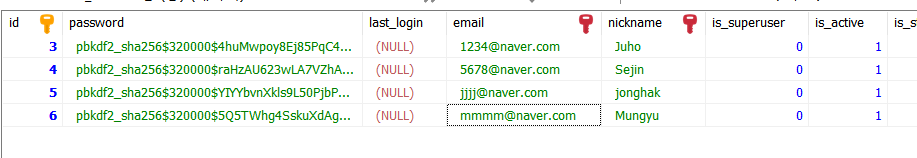 id password last_login email nickname is_superuser is_active
3 pbkdf2_sha256$320000$4huMwpoy8Ej85PqC4... (NULL) 1234@naver.com Juho 0 1
4 pbkdf2_sha256$320000$raHzAU623wLA7VZhA... (NULL) 5678@naver.com Sejin 0 1
5 pbkdf2_sha256$320000$YIYYbvnXkls9L50PjbP... (NULL) jjjj@naver.com jonghak 0 1
6 pbkdf2_sha256$320000$5Q5TWhg4SskuXdAg... (NULL) mmmm@naver.com Mungyu 0 1